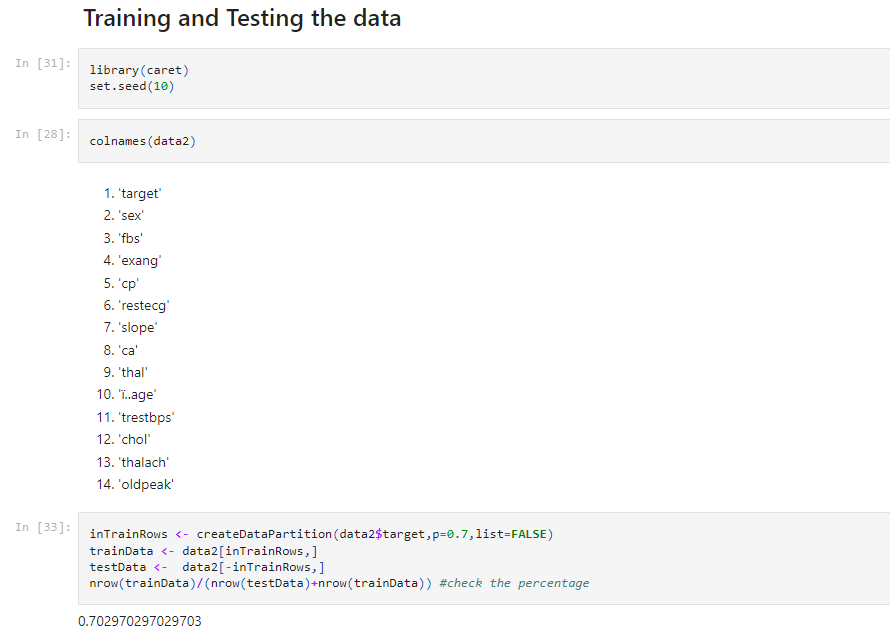 Training and Testing the data
In [31]:
library(caret)
set.seed(10)
In [28]:
colnames(data2)
1. 'target'
2. 'sex'
3. 'fbs'
4. 'exang'
5. 'cp'
6. 'restecg'
7. 'slope'
8. 'ca'
9. 'thal'
10. 'ï..age'
11. 'trestbps'
12. 'chol'
13. 'thalach'
14. 'oldpeak'
In [33]:
inTrainRows <- createDataPartition(data2$target,p=0.7,list=FALSE)
trainData <- data2[inTrainRows,]
testData <-  data2[-inTrainRows,]
nrow(trainData)/(nrow(testData)+nrow(trainData)) #check the percentage
0.702970297029703